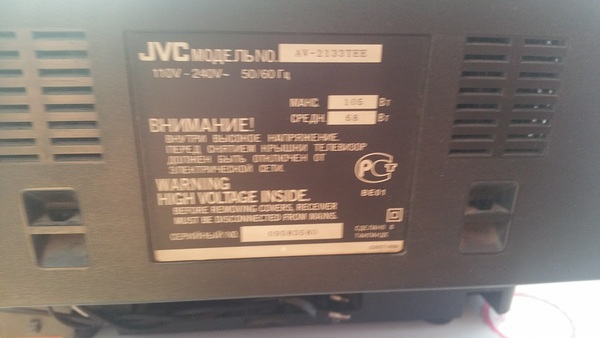 JVC МОДЕЛЬ NO. AV-2133TEE
110V - 240V~ 50/60 Гц
МАКС 105 Вт
СРЕДН. 68 Вт
ВНИМАНИЕ!
ВНУТРИ ВЫСОКОЕ НАПРЯЖЕНИЕ.
ПЕРЕД СНЯТИЕМ КРЫШКИ ТЕЛЕВИЗОР
ДОЛЖЕН БЫТЬ ОТКЛЮЧЕН ОТ
ЭЛЕКТРИЧЕСКОЙ СЕТИ.
BE01
WARNING
HIGH VOLTAGE INSIDE.
BEFORE REMOVING COVERS, RECEIVER
MUST BE DISCONNECTED FROM MAINS.
СЕРИЙНЫЙ NO.
СДЕЛАНО В
ТАИЛАНДЕ